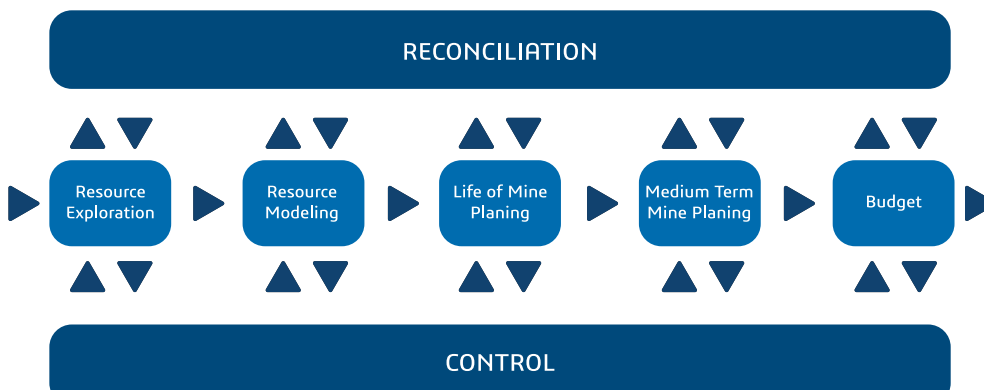 RECONCILIATION
Resource
Exploration
Resource
Modeling
Life of Mine
Planing
Medium Term
Mine Planing
Budget
CONTROL